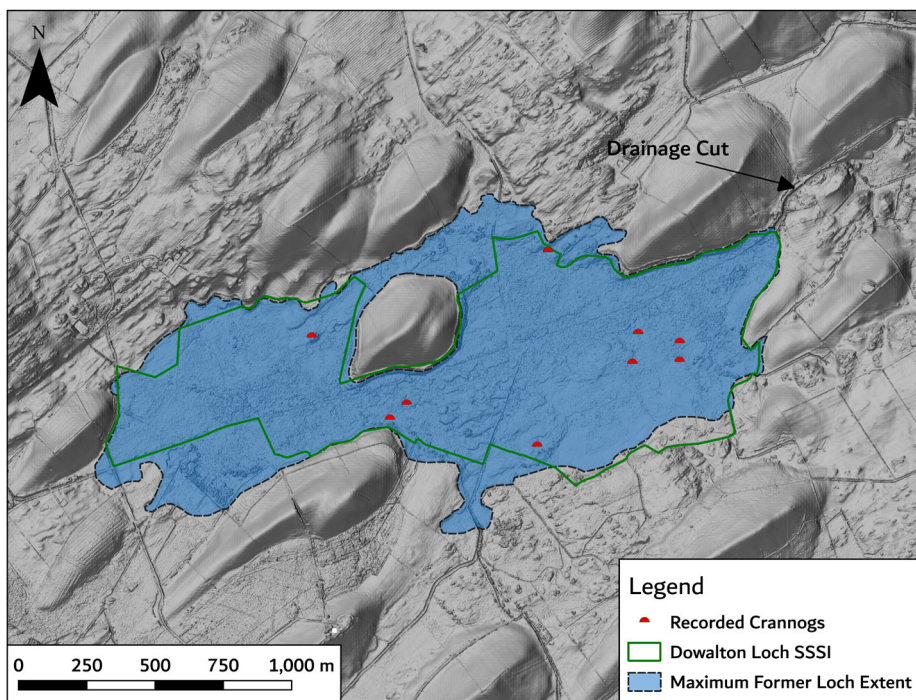 N
Drainage Cut
Legend
Recorded Crannogs
Dowalton Loch SSSI
Maximum Former Loch Extent
0 250 500 750 1,000 m